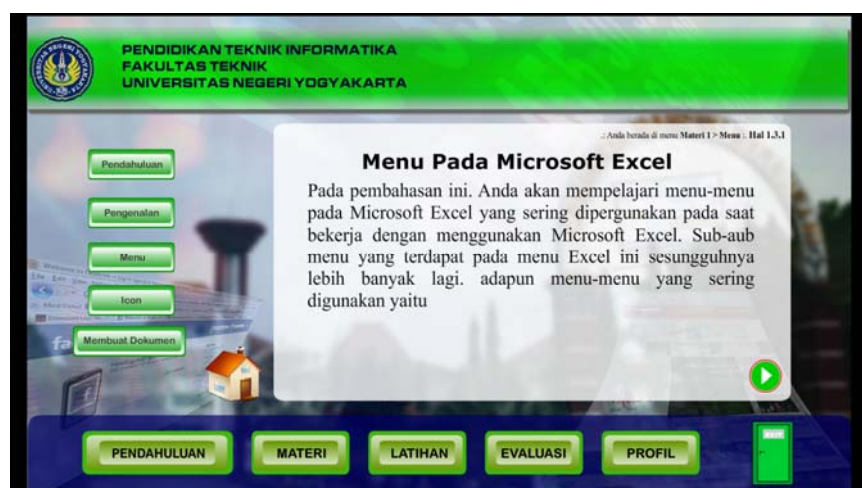 PENDIDIKAN TEKNIK INFORMATIKA
FAKULTAS TEKNIK
UNIVERSITAS NEGERI YOGYAKARTA
.: Anda berada di menu Materi 1 > Menu :. Hal 1.3.1
Menu Pada Microsoft Excel
Pada pembahasan ini. Anda akan mempelajari menu-menu
pada Microsoft Excel yang sering dipergunakan pada saat
bekerja dengan menggunakan Microsoft Excel. Sub-aub
menu yang terdapat pada menu Excel ini sesungguhnya
lebih banyak lagi. adapun menu-menu yang sering
digunakan yaitu
Pendahuluan
Pengenalan
Menu
Icon
Membuat Dokumen
PENDAHULUAN
MATERI
LATIHAN
EVALUASI
PROFIL
EXIT